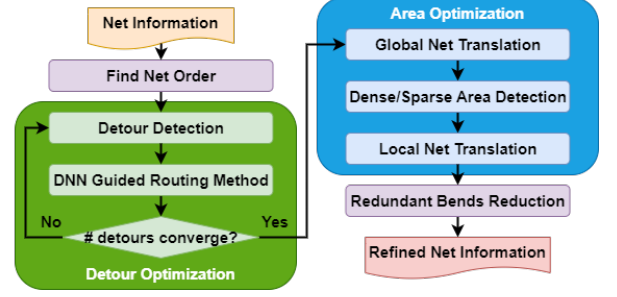 Net Information
Find Net Order
Detour Detection
DNN Guided Routing Method
No
Yes
# detours converge?
Detour Optimization
Area Optimization
Global Net Translation
Dense/Sparse Area Detection
Local Net Translation
Redundant Bends Reduction
Refined Net Information